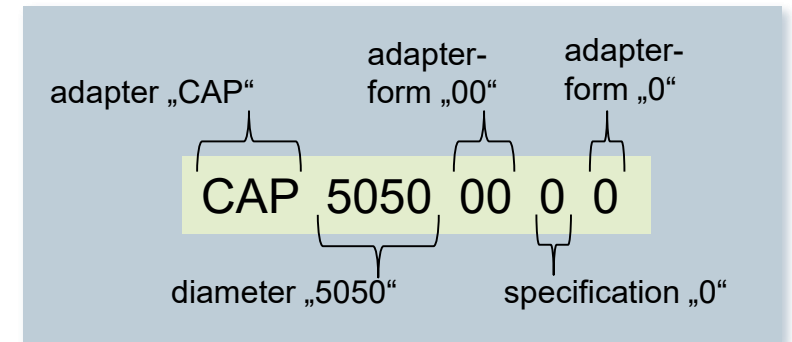 adapter „CAP“
adapter-
form „00“
adapter-
form „0“
CAP 5050 00 0 0
diameter „5050“
specification „0“